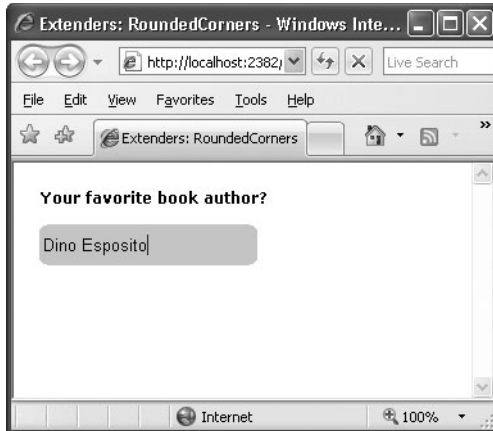 Extenders: RoundedCorners - Windows Inte...
http://localhost:2382/
Live Search
File Edit View Favorites Tools Help
Extenders: RoundedCorners
»
Your favorite book author?
Dino Esposito
Internet
100%